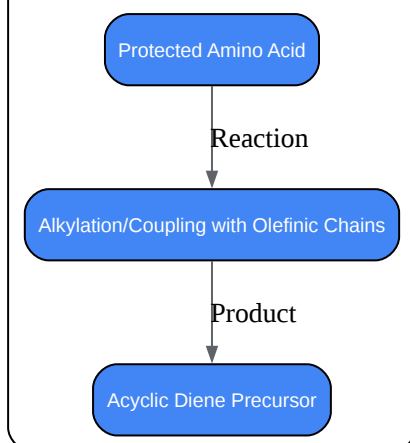 Protected Amino Acid
Reaction
Alkylation/Coupling with Olefinic Chains
Product
Acyclic Diene Precursor